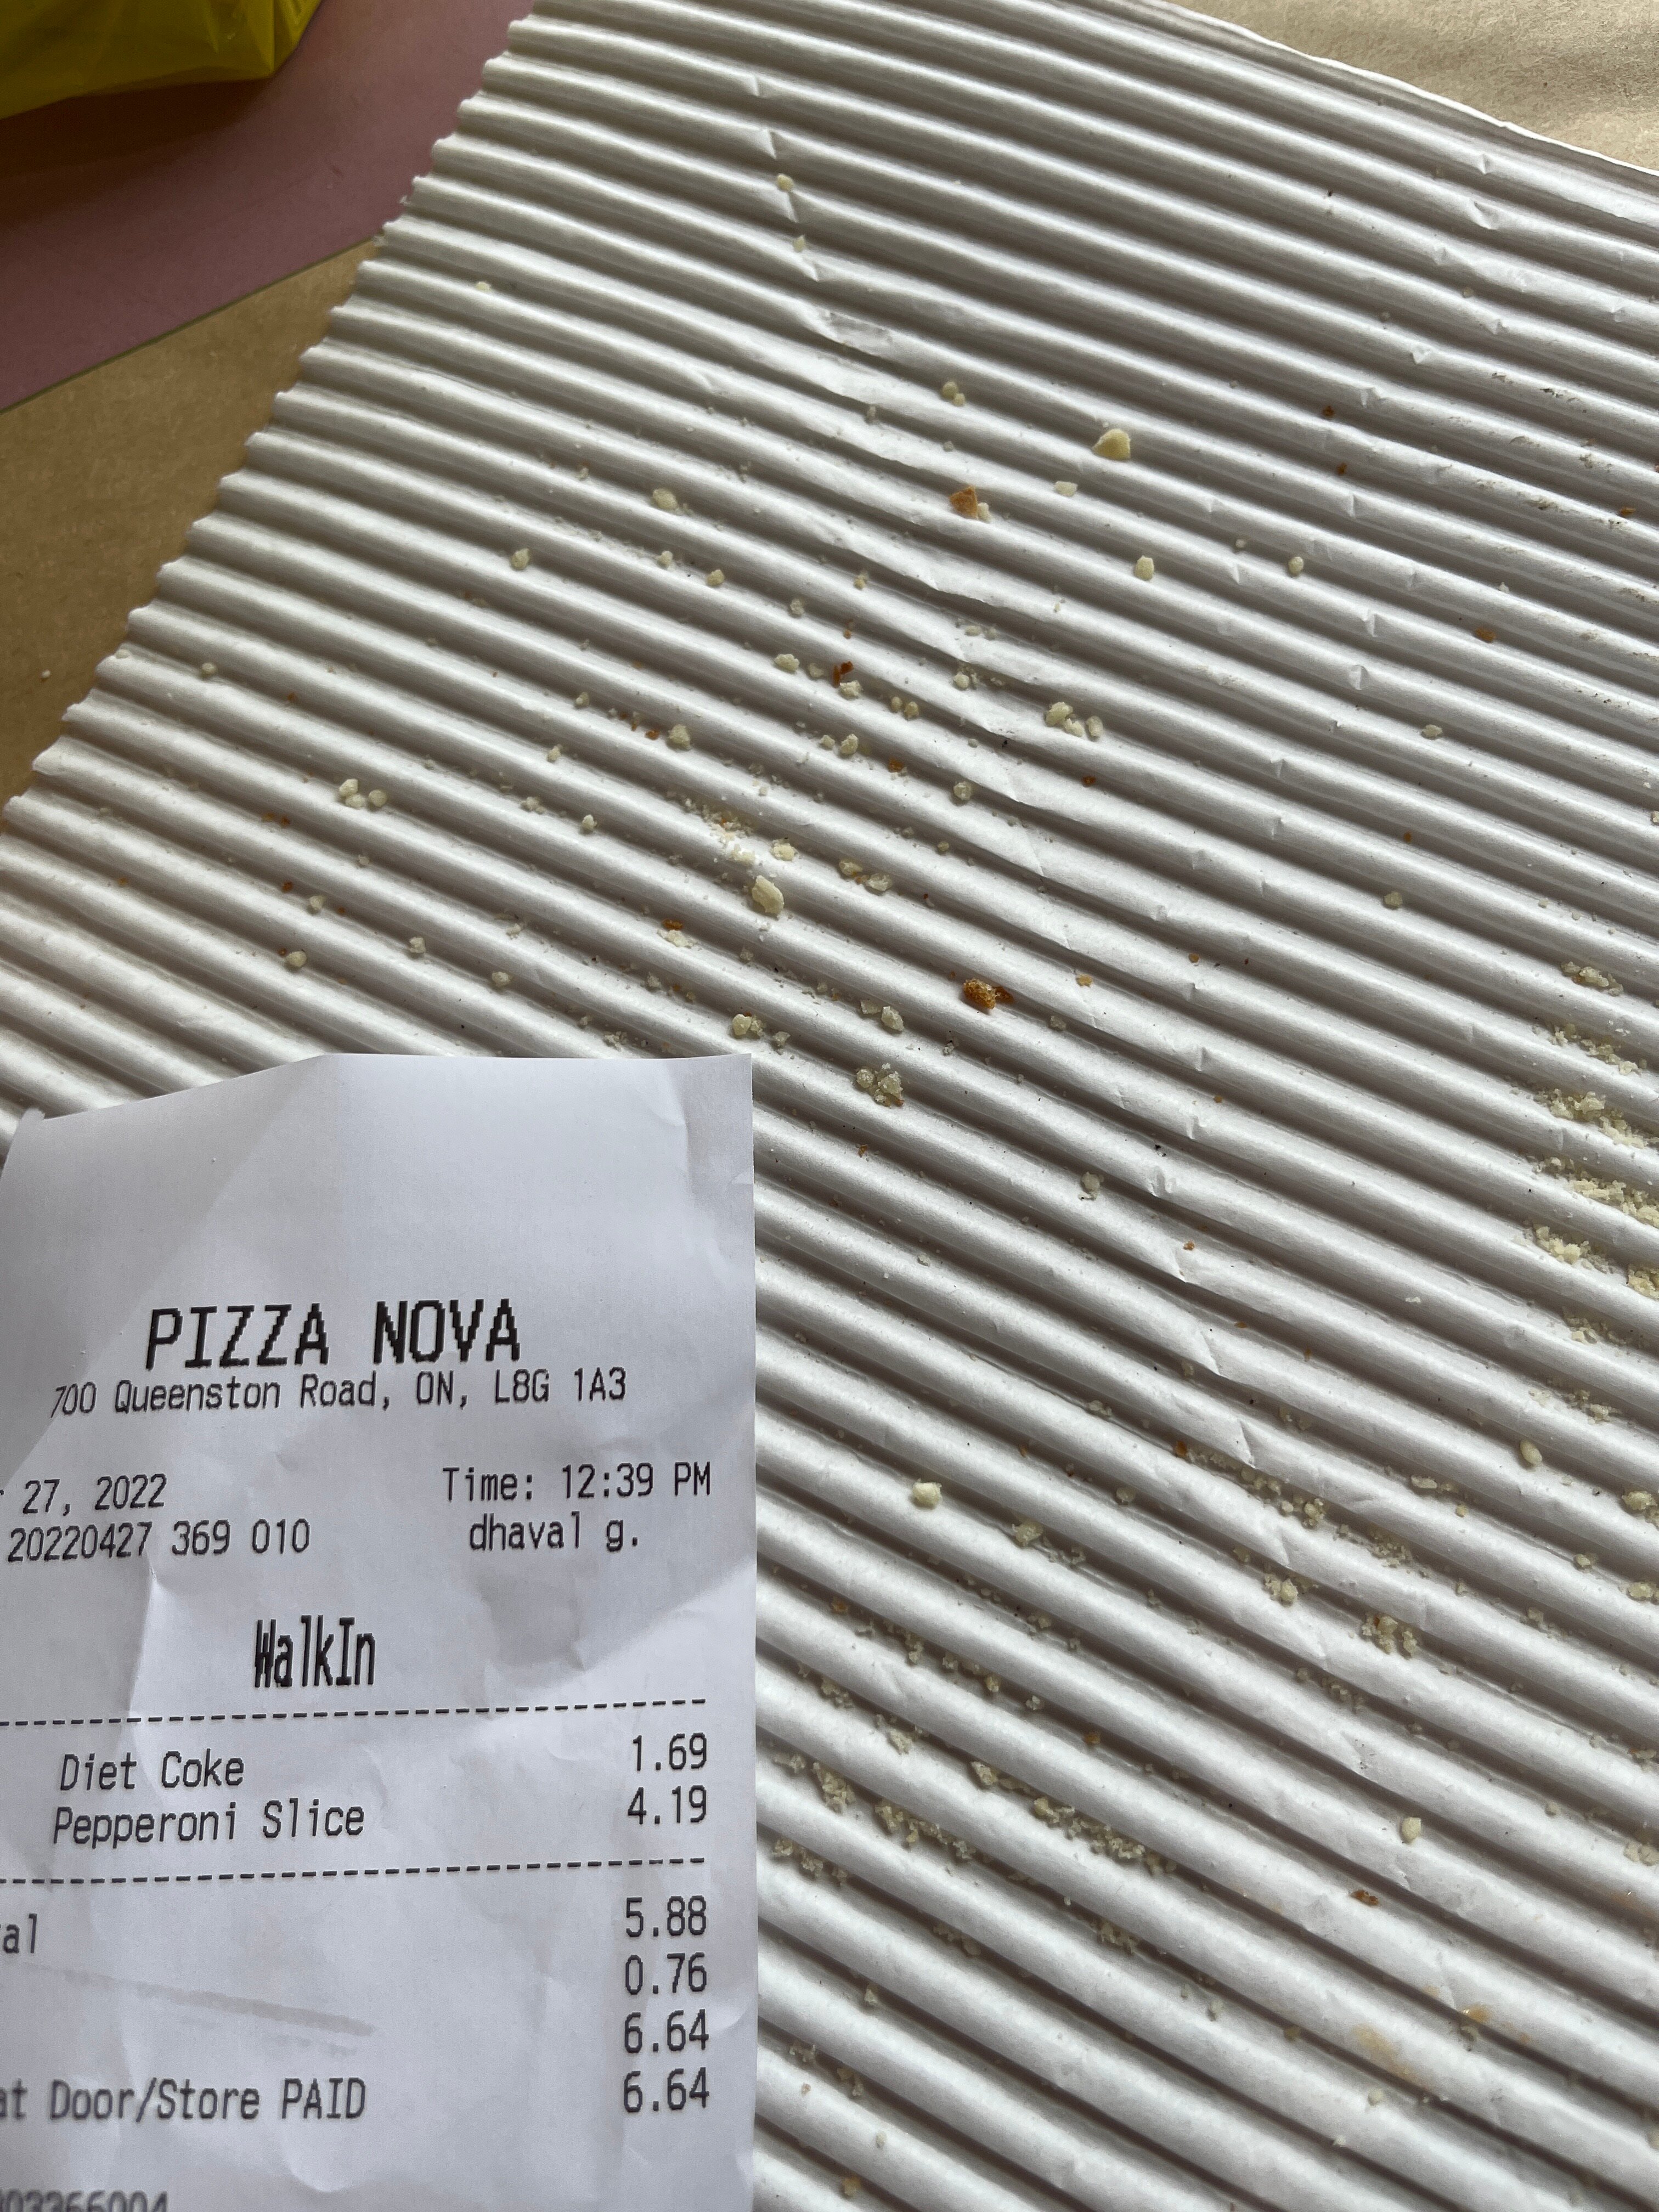 PIZZA NOVA
700 Queenston Road, ON, L8G 1A3
27, 2022 Time: 12:39 PM
20220427 369 010 dhaval g.
WalkIn
Diet Coke 1.69
Pepperoni Slice 4.19
5.88
0.76
6.64
at Door/Store PAID 6.64